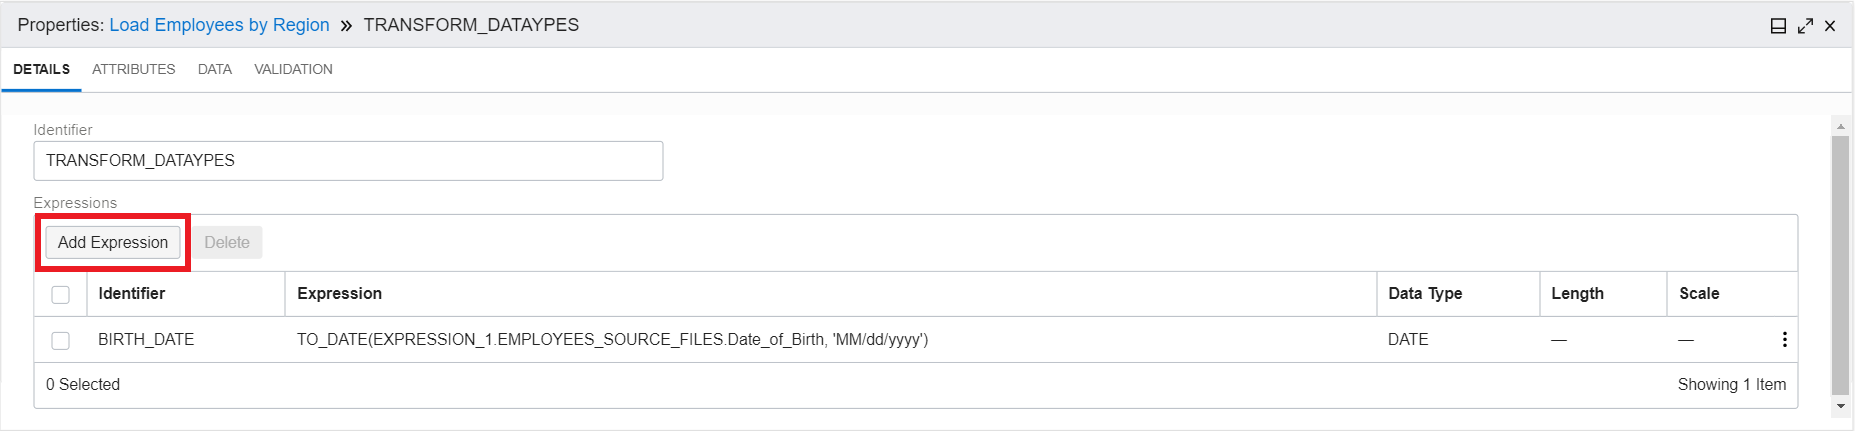 Properties: Load Employees by Region » TRANSFORM_DATAYPES
DETAILS ATTRIBUTES DATA VALIDATION
Identifier
TRANSFORM_DATAYPES
Expressions
Add Expression Delete
Identifier Expression Data Type Length Scale
BIRTH_DATE TO_DATE(EXPRESSION_1.EMPLOYEES_SOURCE_FILES.Date_of_Birth, 'MM/dd/yyyy') DATE — —
0 Selected Showing 1 Item